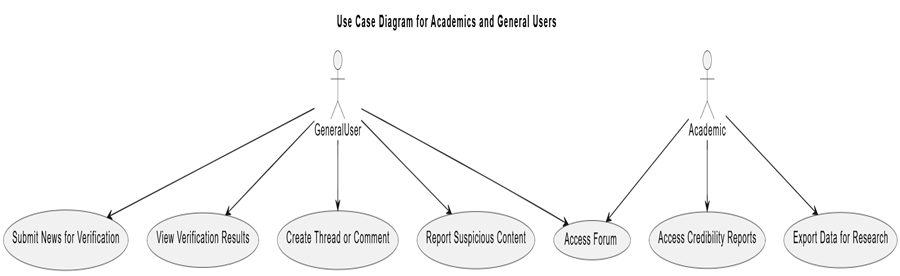 Use Case Diagram for Academics and General Users
GeneralUser
Academic
Submit News for Verification
View Verification Results
Create Thread or Comment
Report Suspicious Content
Access Forum
Access Credibility Reports
Export Data for Research